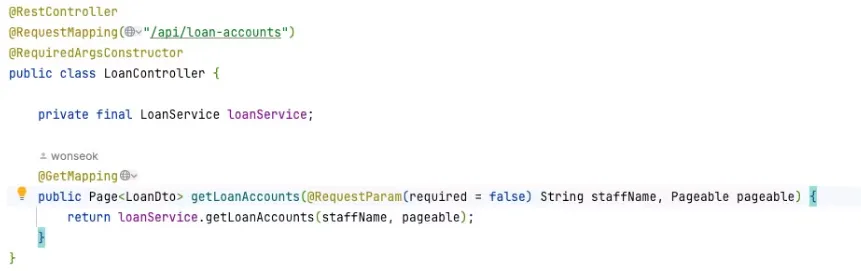 @RestController
@RequestMapping("/api/loan-accounts")
@RequiredArgsConstructor
public class LoanController {
private final LoanService loanService;
wonseok
@GetMapping
public Page<LoanDto> getLoanAccounts(@RequestParam(required = false) String staffName, Pageable pageable) {
return loanService.getLoanAccounts(staffName, pageable);
}
}